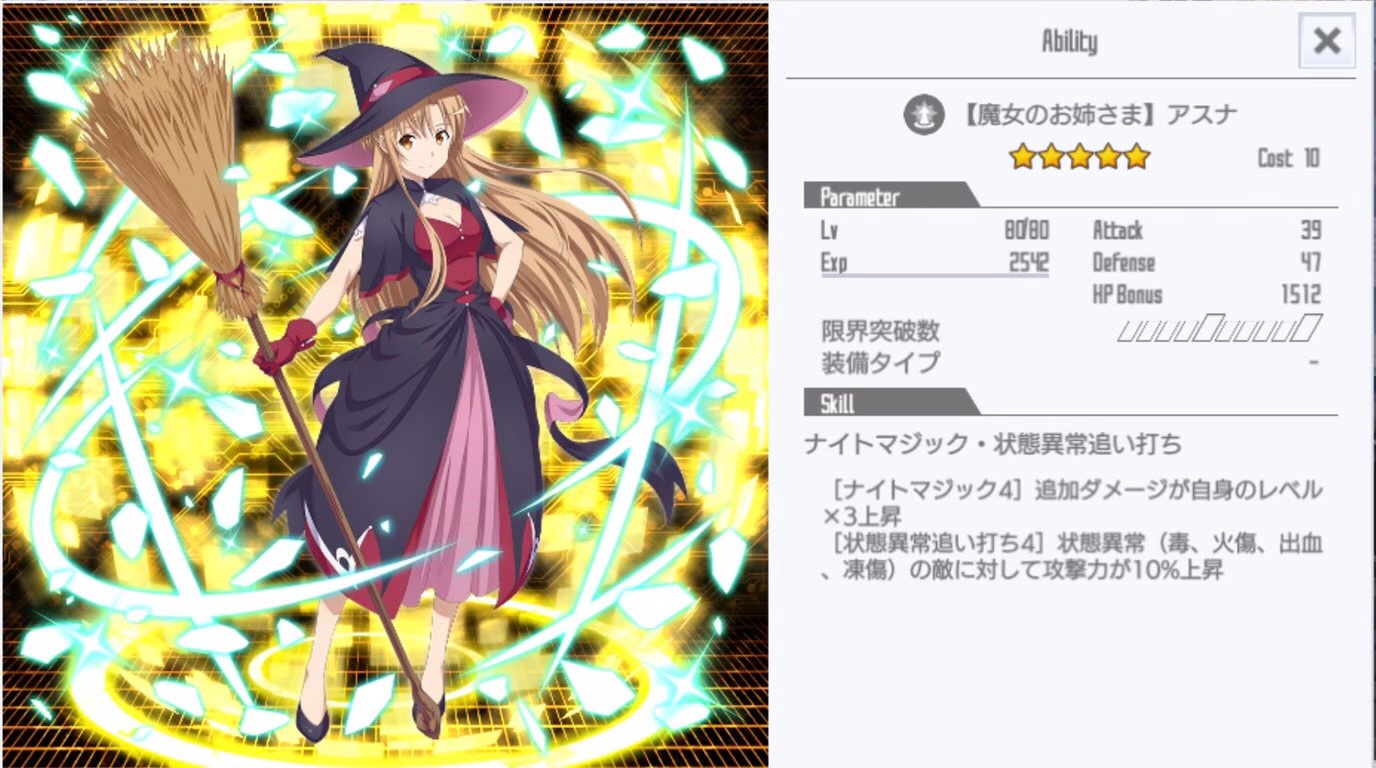 Ability
【魔女のお姉さま】アスナ
Cost 10
Parameter
Lv 80/80 Attack 39
Exp 2542 Defense 47
HP Bonus 1512
限界突破数
装備タイプ -
Skill
ナイトマジック・状態異常追い打ち
［ナイトマジック4］追加ダメージが自身のレベル
×3上昇
［状態異常追い打ち4］状態異常（毒、火傷、出血
、凍傷）の敵に対して攻撃力が10%上昇